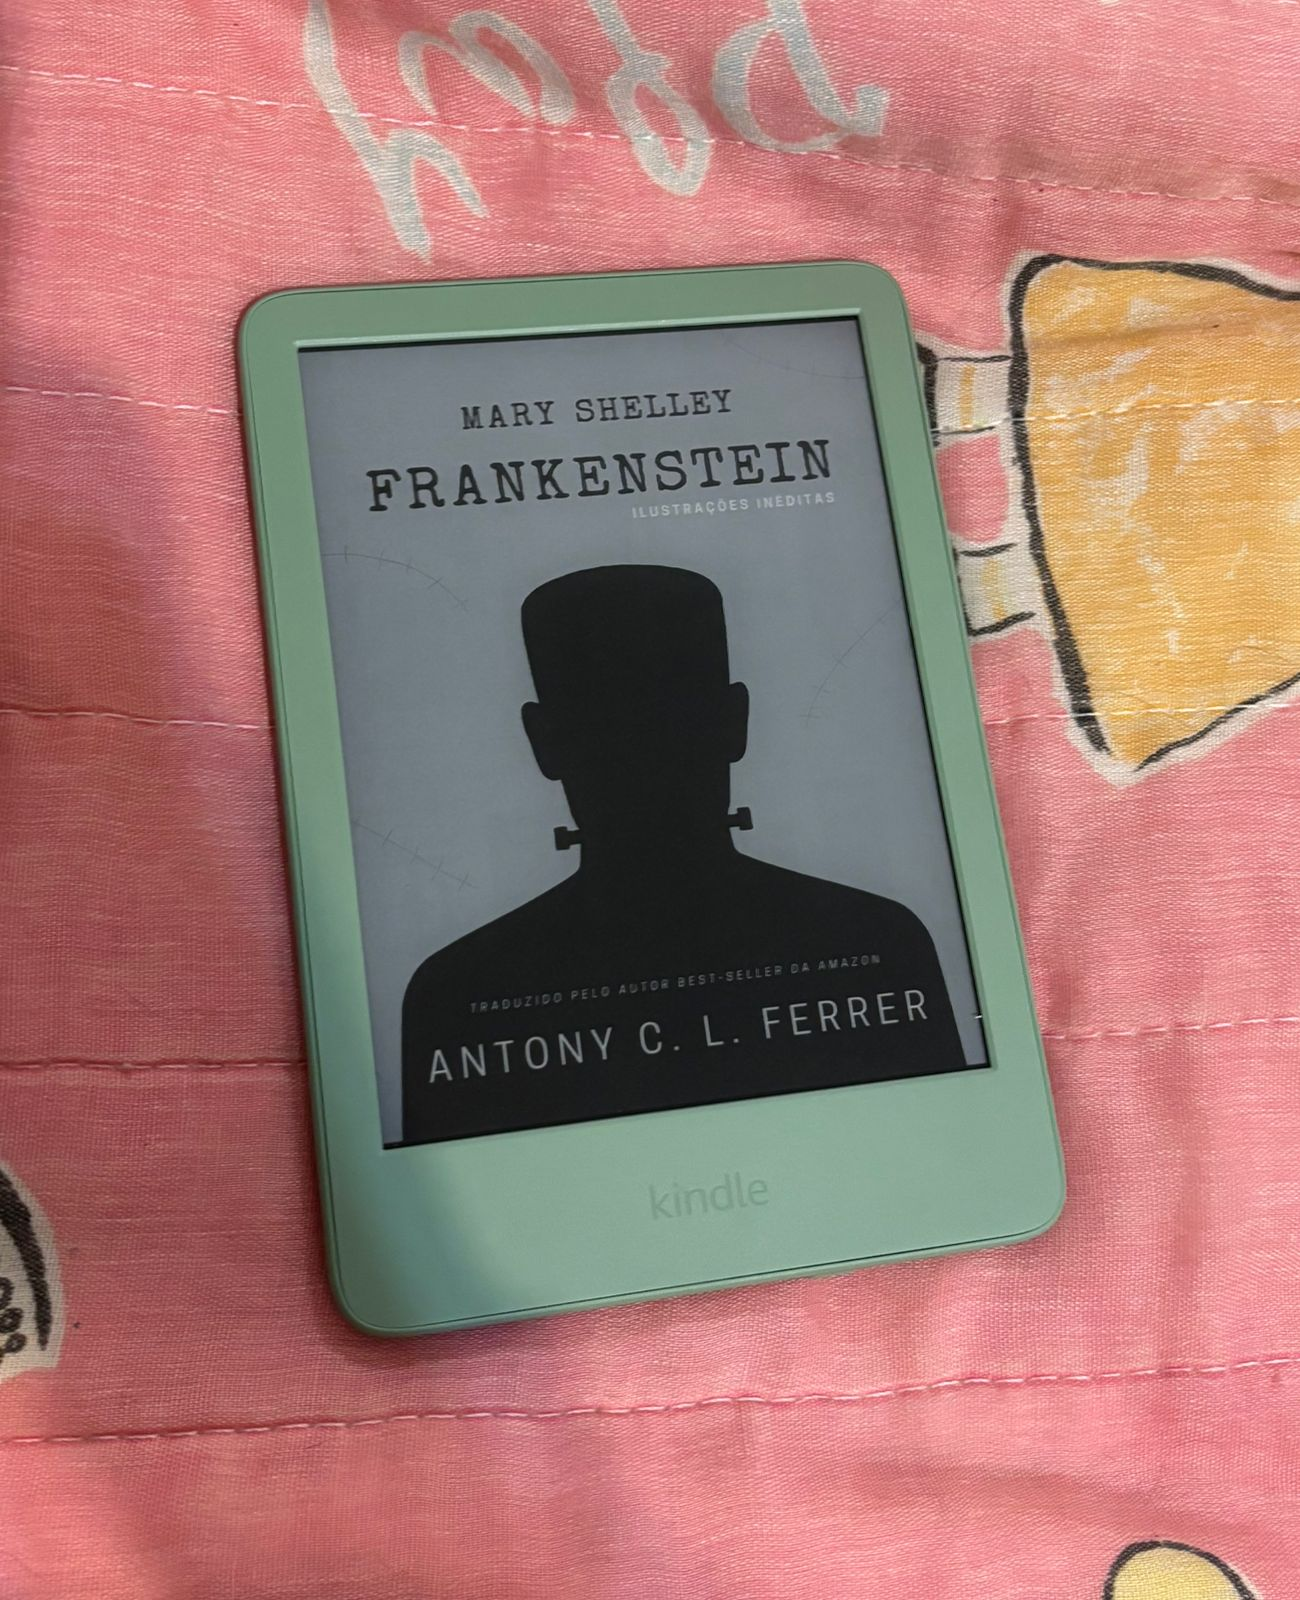 MARY SHELLEY
FRANKENSTEIN
ILUSTRAÇÕES INÉDITAS
TRADUZIDO PELO AUTOR BEST-SELLER DA AMAZON
ANTONY C. L. FERRER
kindle